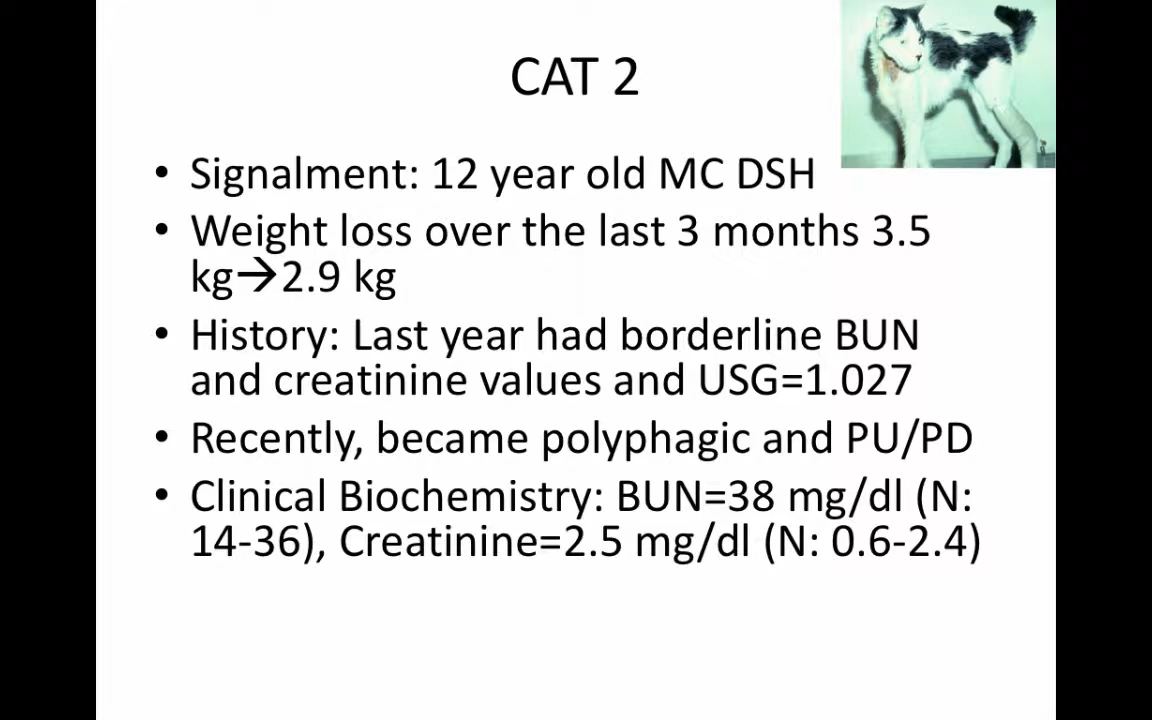 CAT 2
• Signalment: 12 year old MC DSH
• Weight loss over the last 3 months 3.5
kg→2.9 kg
• History: Last year had borderline BUN
and creatinine values and USG=1.027
• Recently, became polyphagic and PU/PD
• Clinical Biochemistry: BUN=38 mg/dl (N:
14-36), Creatinine=2.5 mg/dl (N: 0.6-2.4)